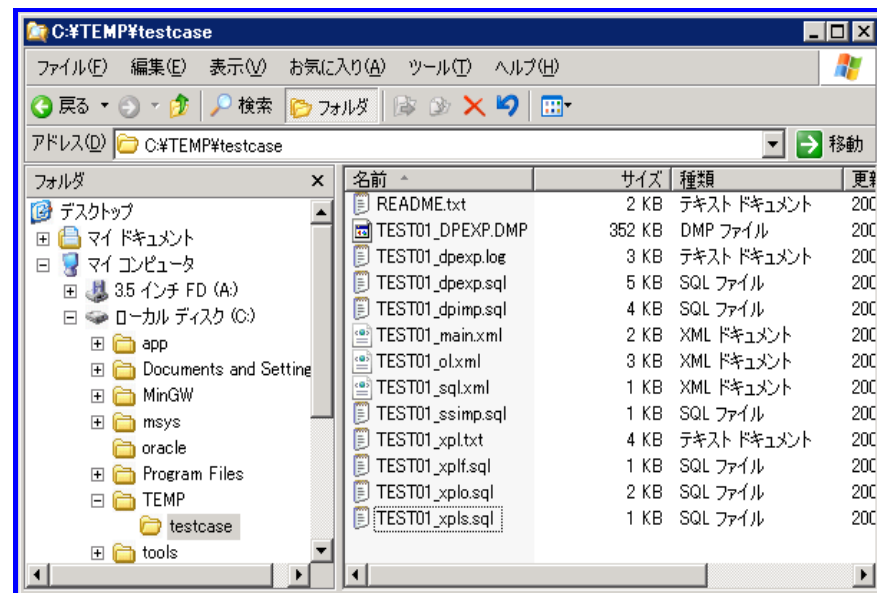 C:¥TEMP¥testcase
ファイル(F) 編集(E) 表示(V) お気に入り(A) ツール(T) ヘルプ(H)
戻る 検索 フォルダ
アドレス(D) C:¥TEMP¥testcase 移動
フォルダ x
デスクトップ
マイ ドキュメント
マイ コンピュータ
3.5 インチ FD (A:)
ローカル ディスク (C:)
app
Documents and Setting
MinGW
msys
oracle
Program Files
TEMP
testcase
tools
名前 サイズ 種類 更新
README.txt 2 KB テキスト ドキュメント 200
TEST01_DPEXP.DMP 352 KB DMP ファイル 200
TEST01_dpexp.log 3 KB テキスト ドキュメント 200
TEST01_dpexp.sql 5 KB SQL ファイル 200
TEST01_dpimp.sql 4 KB SQL ファイル 200
TEST01_main.xml 2 KB XML ドキュメント 200
TEST01_ol.xml 3 KB XML ドキュメント 200
TEST01_sql.xml 1 KB XML ドキュメント 200
TEST01_ssimp.sql 1 KB SQL ファイル 200
TEST01_xpl.txt 4 KB テキスト ドキュメント 200
TEST01_xplf.sql 1 KB SQL ファイル 200
TEST01_xplo.sql 2 KB SQL ファイル 200
TEST01_xpls.sql 1 KB SQL ファイル 200